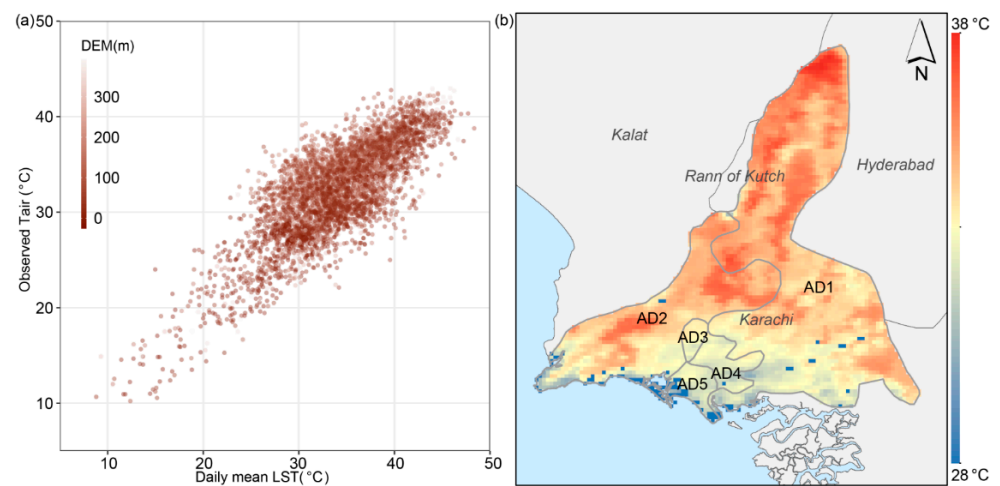 (a)
50
40
30
20
10
Observed Tair (°C)
DEM(m)
300
200
100
0
10
20
30
40
50
Daily mean LST(°C)
(b)
38 °C
N
Kalat
Hyderabad
Rann of Kutch
AD1
AD2
Karachi
AD3
AD4
AD5
28 °C